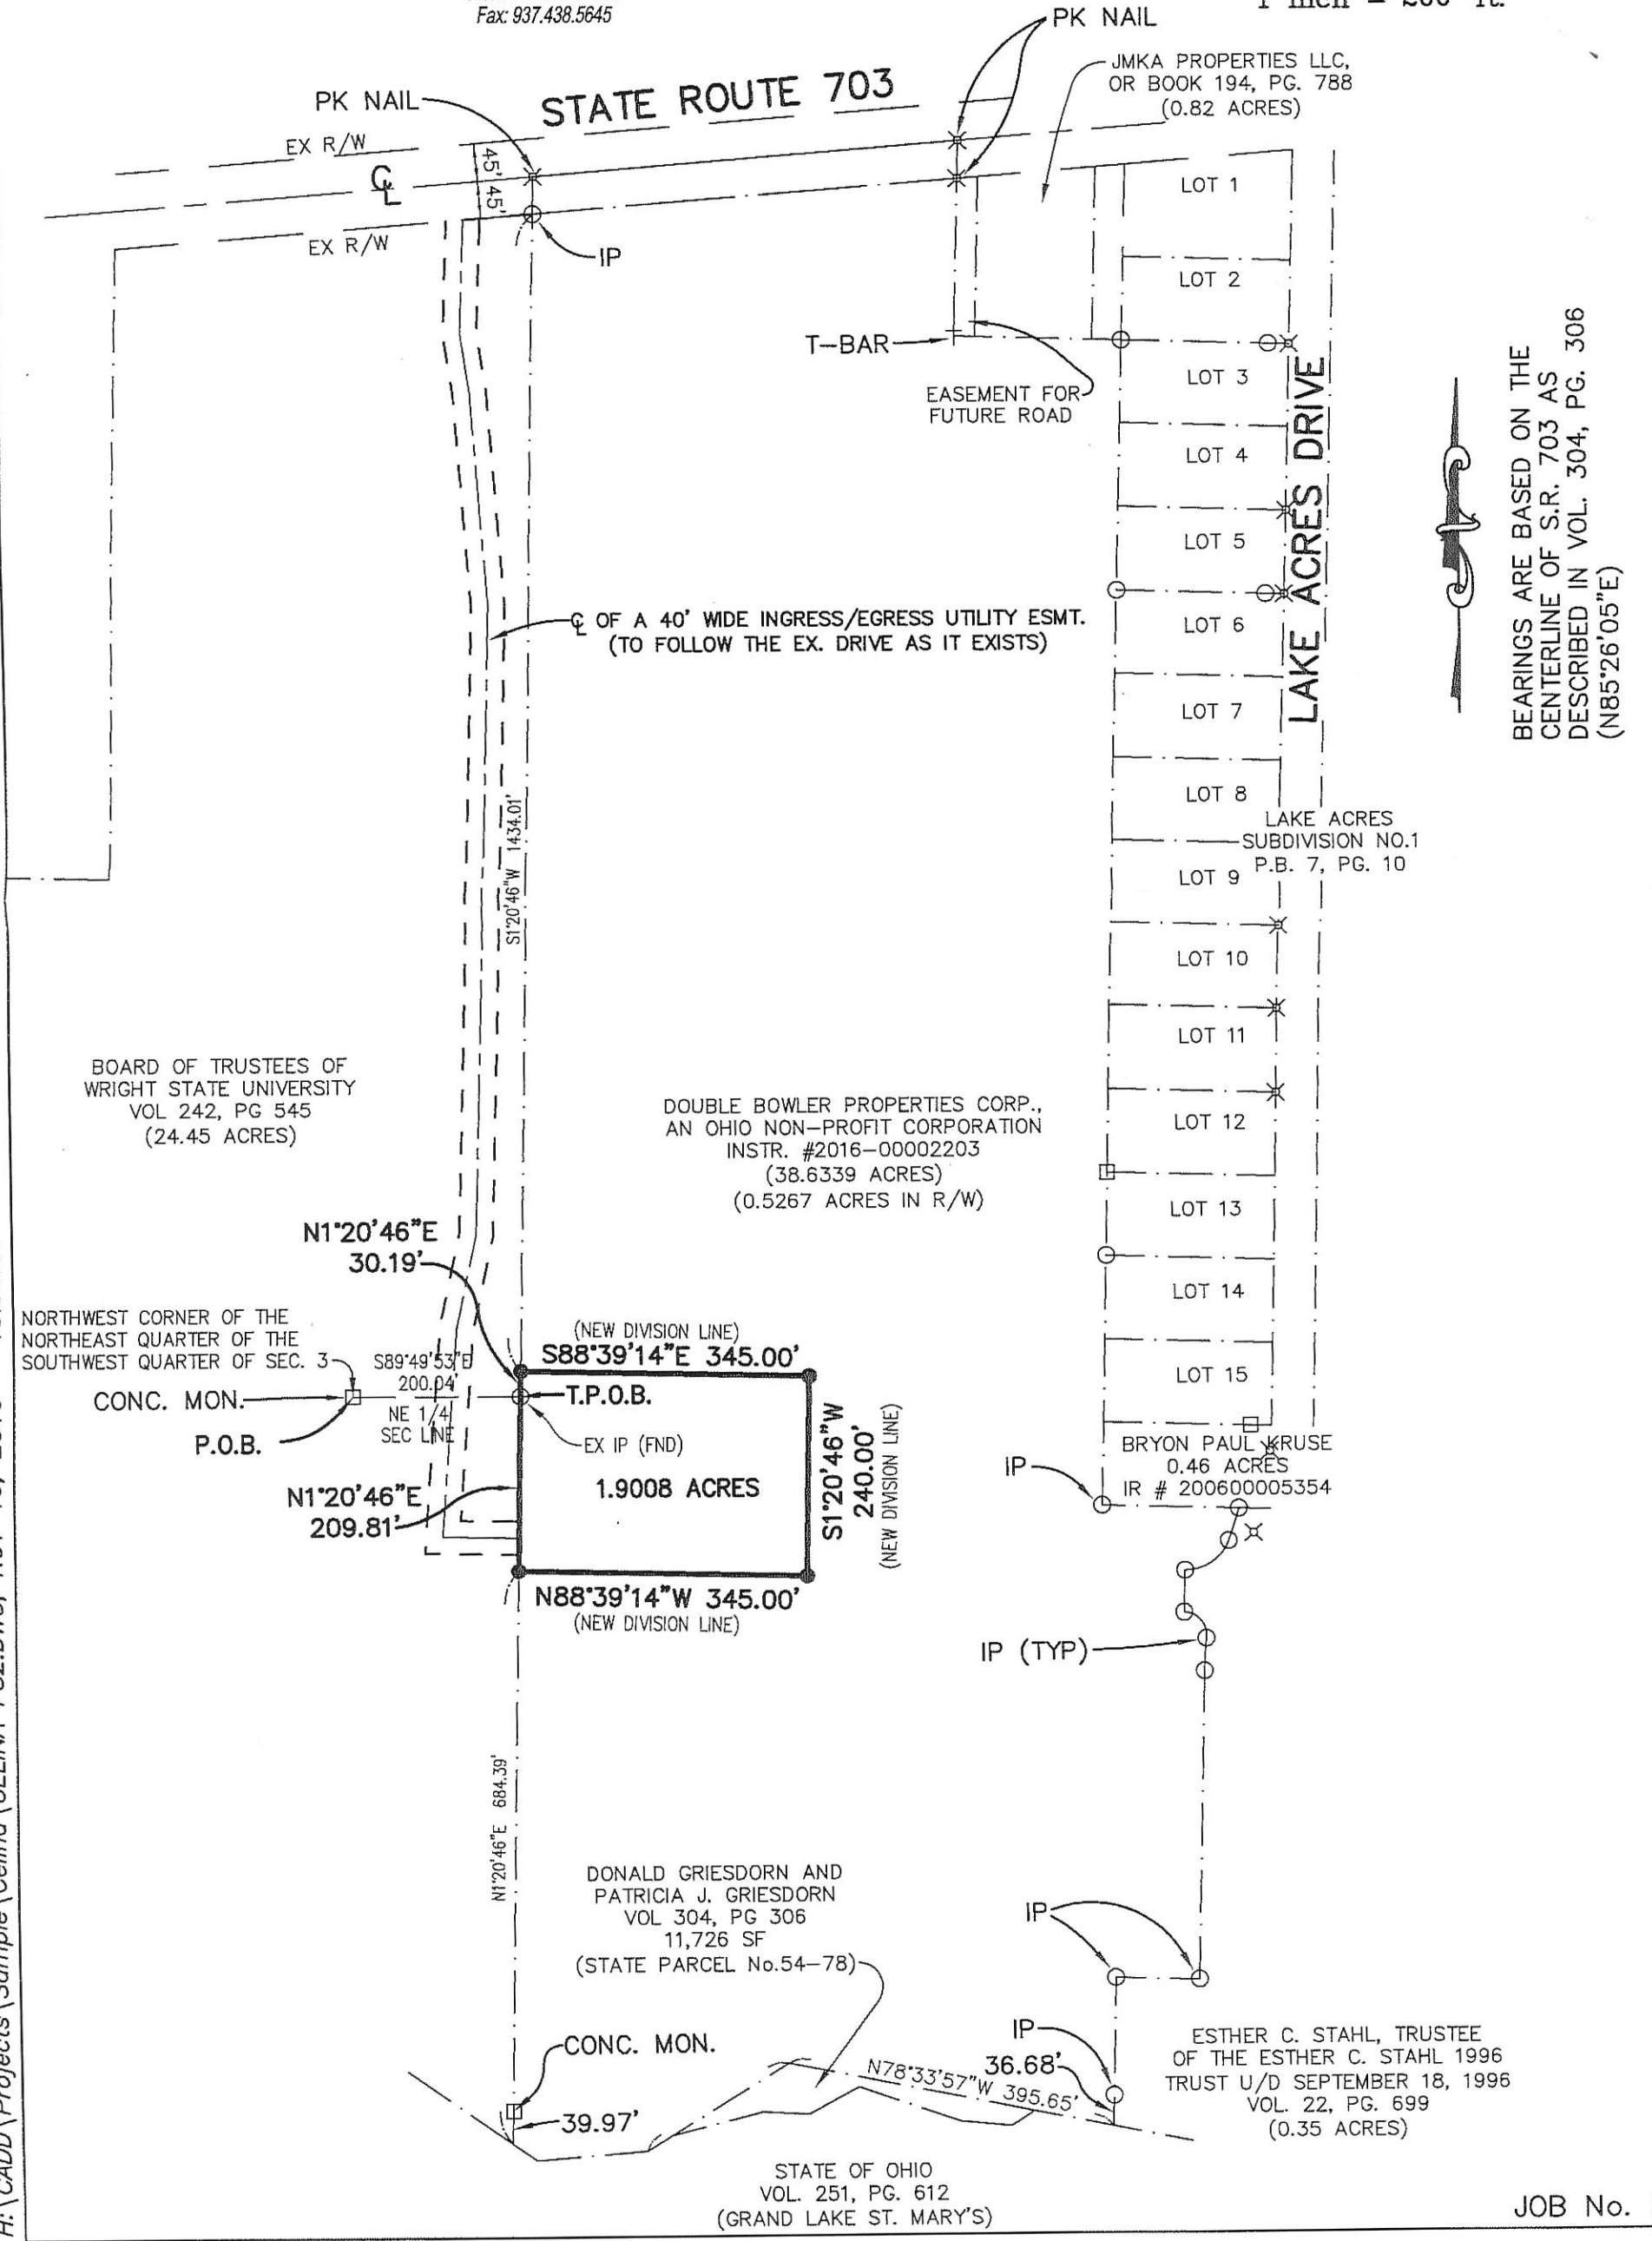 Fax: 937.438.5645
PK NAIL
JMKA PROPERTIES LLC,
OR BOOK 194, PG. 788
(0.82 ACRES)
PK NAIL
STATE ROUTE 703
EX R/W
45' 45'
EX R/W
IP
LOT 1
LOT 2
T-BAR
EASEMENT FOR
FUTURE ROAD
LOT 3
LOT 4
LOT 5
LOT 6
LOT 7
LOT 8
LOT 9
LOT 10
LOT 11
LOT 12
LOT 13
LOT 14
LOT 15
LAKE ACRES DRIVE
BEARINGS ARE BASED ON THE
CENTERLINE OF S.R. 703 AS
DESCRIBED IN VOL. 304, PG. 306
(N85°26'05"E)
℄ OF A 40' WIDE INGRESS/EGRESS UTILITY ESMT.
(TO FOLLOW THE EX. DRIVE AS IT EXISTS)
LAKE ACRES
SUBDIVISION NO.1
P.B. 7, PG. 10
S1°20'46"W 1434.01'
BOARD OF TRUSTEES OF
WRIGHT STATE UNIVERSITY
VOL 242, PG 545
(24.45 ACRES)
DOUBLE BOWLER PROPERTIES CORP.,
AN OHIO NON-PROFIT CORPORATION
INSTR. #2016-00002203
(38.6339 ACRES)
(0.5267 ACRES IN R/W)
N1°20'46"E
30.19'
NORTHWEST CORNER OF THE
NORTHEAST QUARTER OF THE
SOUTHWEST QUARTER OF SEC. 3
CONC. MON.
P.O.B.
S89°49'53"E
200.04'
NE 1/4
SEC LINE
(NEW DIVISION LINE)
S88°39'14"E 345.00'
T.P.O.B.
EX IP (FND)
1.9008 ACRES
S1°20'46"W
240.00'
(NEW DIVISION LINE)
N1°20'46"E
209.81'
N88°39'14"W 345.00'
(NEW DIVISION LINE)
BRYON PAUL KRUSE
0.46 ACRES
IR # 200600005354
IP
IP (TYP)
N1°20'46"E 684.39'
DONALD GRIESDORN AND
PATRICIA J. GRIESDORN
VOL 304, PG 306
11,726 SF
(STATE PARCEL No.54-78)
IP
IP
36.68'
CONC. MON.
39.97'
N78°33'57"W 395.65'
ESTHER C. STAHL, TRUSTEE
OF THE ESTHER C. STAHL 1996
TRUST U/D SEPTEMBER 18, 1996
VOL. 22, PG. 699
(0.35 ACRES)
STATE OF OHIO
VOL. 251, PG. 612
(GRAND LAKE ST. MARY'S)
JOB No.